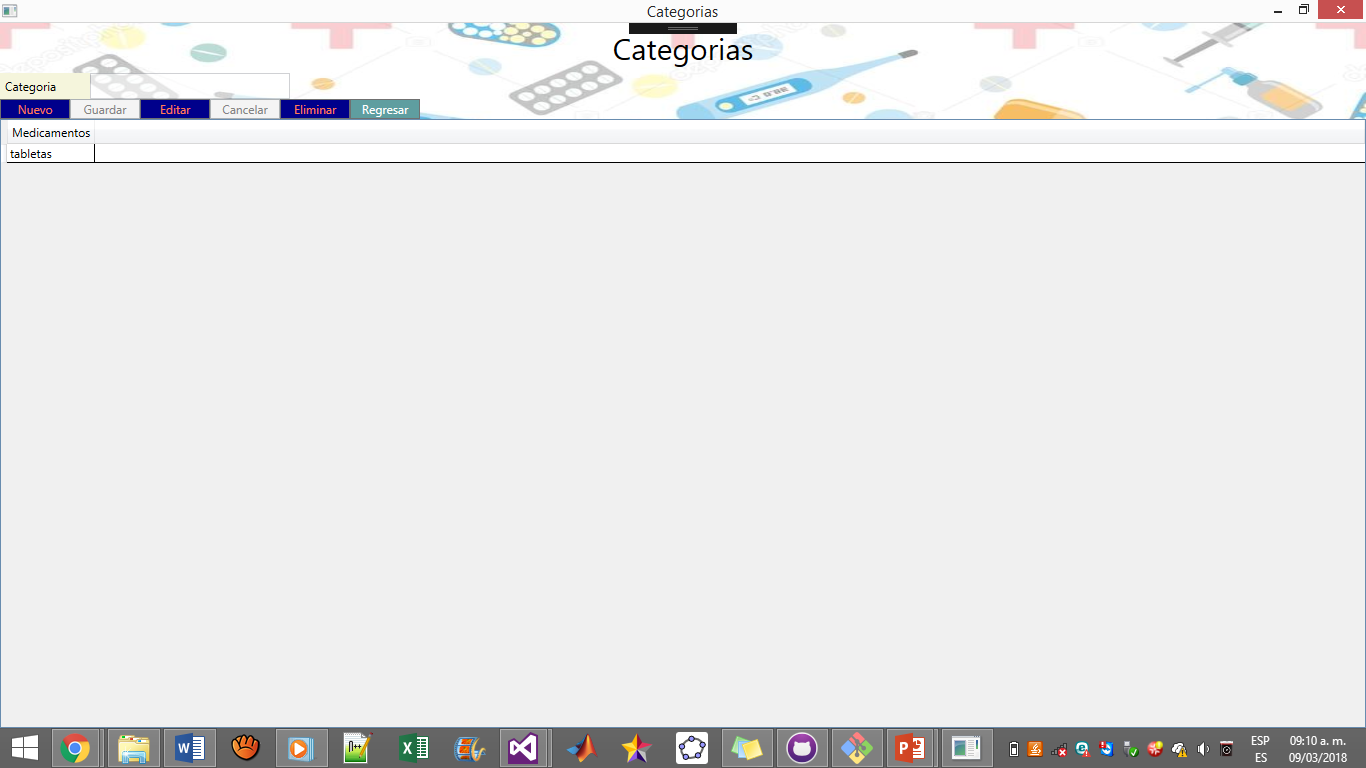 Categorias
Categorias
Categoria
Nuevo Guardar Editar Cancelar Eliminar Regresar
Medicamentos
tabletas
ESP 09:10 a. m.
ES 09/03/2018